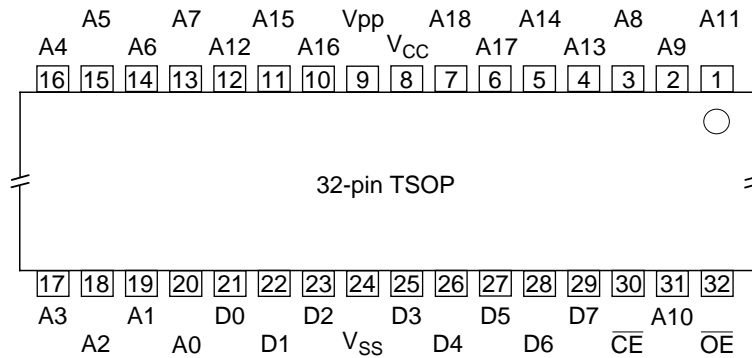 A5 A7 A15 Vpp A18 A14 A8 A11
A4 A6 A12 A16 VCC A17 A13 A9
16 15 14 13 12 11 10 9 8 7 6 5 4 3 2 1
32-pin TSOP
17 18 19 20 21 22 23 24 25 26 27 28 29 30 31 32
A3 A1 D0 D2 D3 D5 D7 A10
A2 A0 D1 VSS D4 D6 C̅E̅ O̅E̅